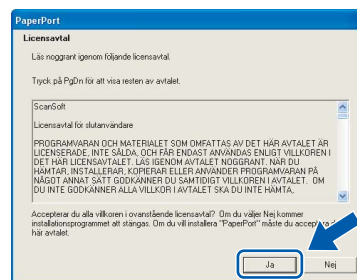 PaperPort
Licensavtal
Läs noggrant igenom följande licensavtal.
Tryck på PgDn för att visa resten av avtalet.
ScanSoft
Licensavtal för slutanvändare
PROGRAMVARAN OCH MATERIALET SOM OMFATTAS AV DET HÄR AVTALET ÄR
LICENSERADE, INTE SÅLDA, OCH FÅR ENDAST ANVÄNDAS ENLIGT VILLKOREN I
DET HÄR LICENSAVTALET. LÄS IGENOM AVTALET NOGGRANT. NÄR DU
HÄMTAR, INSTALLERAR, KOPIERAR ELLER ANVÄNDER PROGRAMVARAN PÅ
NÅGOT ANNAT SÄTT GODKÄNNER DU SAMTIDIGT VILLKOREN I AVTALET. OM
DU INTE GODKÄNNER ALLA VILLKOR I AVTALET SKA DU INTE HÄMTA,
Accepterar du alla villkoren i ovanstående licensavtal? Om du väljer Nej kommer
installationsprogrammet att stängas. Om du vill installera "PaperPort" måste du acceptera
här avtalet.
Ja
Nej